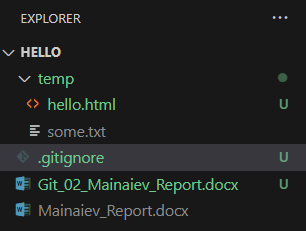 EXPLORER ...
HELLO
temp
hello.html U
some.txt
.gitignore U
Git_02_Mainaiev_Report.docx U
Mainaiev_Report.docx